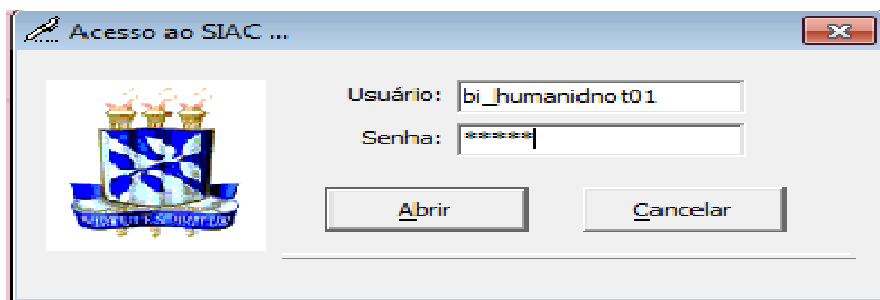 Acesso ao SIAC ...
Usuário: bi_humanidnot01
Senha: *****
Abrir Cancelar